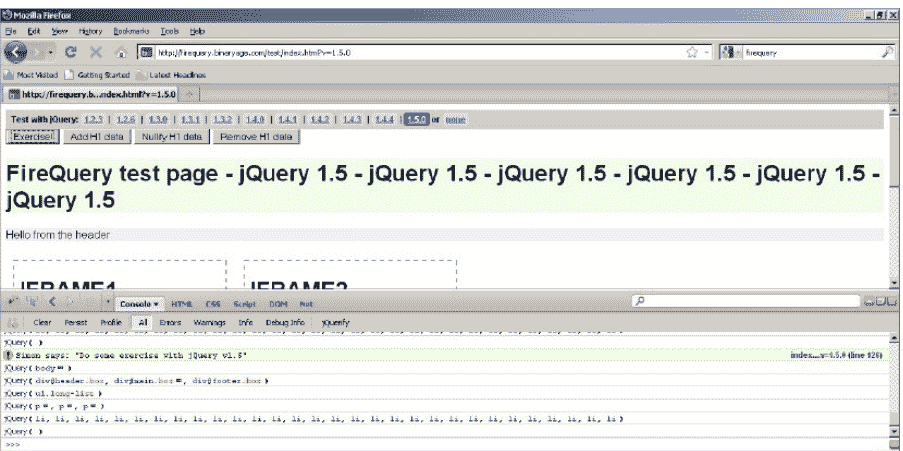 Mozilla Firefox
File Edit View History Bookmarks Tools Help
http://firequery.binaryage.com/test/index.html?v=1.5.0
firequery
Most Visited Getting Started Latest Headlines
http://firequery.b...ndex.html?v=1.5.0
Test with jQuery: 1.2.3 | 1.2.6 | 1.3.0 | 1.3.1 | 1.3.2 | 1.4.0 | 1.4.1 | 1.4.2 | 1.4.3 | 1.4.4 | 1.5.0 or none
Exercise! Add H1 data Nullify H1 data Remove H1 data
FireQuery test page - jQuery 1.5 - jQuery 1.5 - jQuery 1.5 - jQuery 1.5 - jQuery 1.5 -
jQuery 1.5
Hello from the header
IFRAME1 IFRAME2
Console HTML CSS Script DOM Net
Clear Persist Profile All Errors Warnings Info Debug Info jQuerify
jQuery( )
Simon says: "Do some exercise with jQuery v1.5" index...v=1.5.0 (line 126)
jQuery( body )
jQuery( div#header.box, div#main.box, div#footer.box )
jQuery( ul.long-list )
jQuery( p, p, p )
jQuery( li, li, li, li, li, li, li, li, li, li, li, li, li, li, li, li, li, li, li, li, li, li, li, li, li, li, li, li, li, li )
jQuery( )
>>>